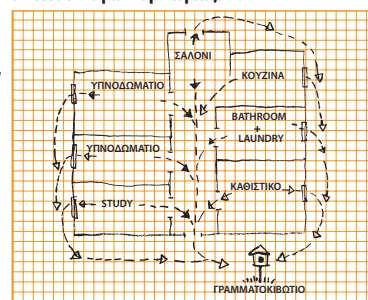 ΣΑΛΟΝΙ
ΚΟΥΖΙΝΑ
ΥΠΝΟΔΩΜΑΤΙΟ
BATHROOM
+
LAUNDRY
ΥΠΝΟΔΩΜΑΤΙΟ
ΚΑΘΙΣΤΙΚΟ
STUDY
ΓΡΑΜΜΑΤΟΚΙΒΩΤΙΟ